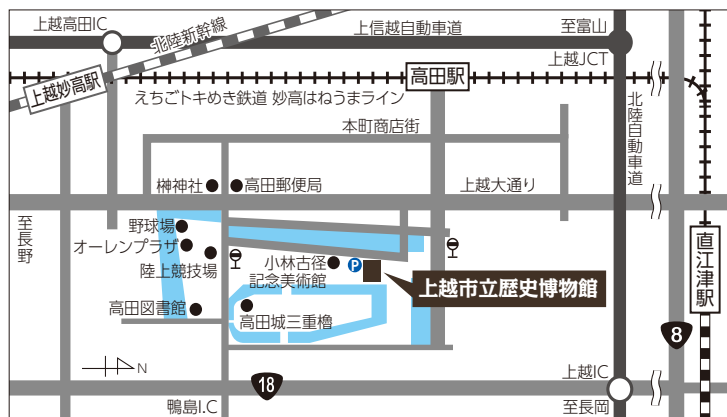 上越高田IC
北陸新幹線
上信越自動車道
至富山
上越JCT
上越妙高駅
高田駅
えちごトキめき鉄道 妙高はねうまライン
北陸自動車道
本町商店街
榊神社
高田郵便局
上越大通り
至長野
野球場
オーレンプラザ
陸上競技場
小林古径
記念美術館
P
上越市立歴史博物館
直江津駅
高田図書館
高田城三重櫓
8
N
18
上越IC
鴨島I.C
至長岡